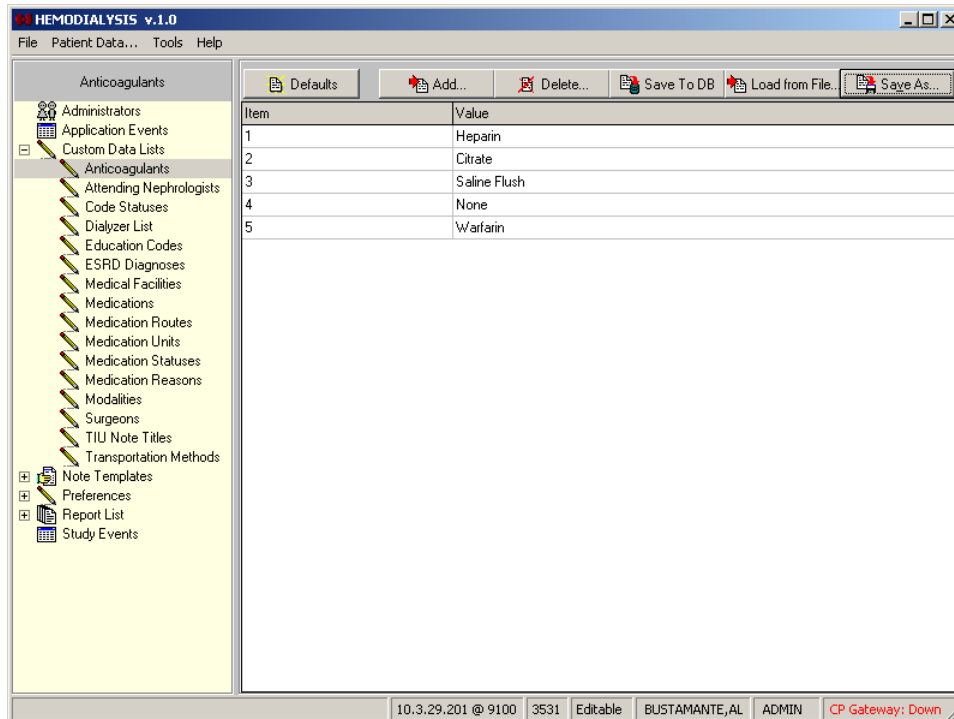 HEMODIALYSIS v.1.0
File Patient Data... Tools Help
Anticoagulants
Administrators
Application Events
Custom Data Lists
Anticoagulants
Attending Nephrologists
Code Statuses
Dialyzer List
Education Codes
ESRD Diagnoses
Medical Facilities
Medications
Medication Routes
Medication Units
Medication Statuses
Medication Reasons
Modalities
Surgeons
TIU Note Titles
Transportation Methods
Note Templates
Preferences
Report List
Study Events
Defaults Add... Delete... Save To DB Load from File... Save As...
Item Value
1 Heparin
2 Citrate
3 Saline Flush
4 None
5 Warfarin
10.3.29.201 @ 9100 3531 Editable BUSTAMANTE,AL ADMIN CP Gateway: Down